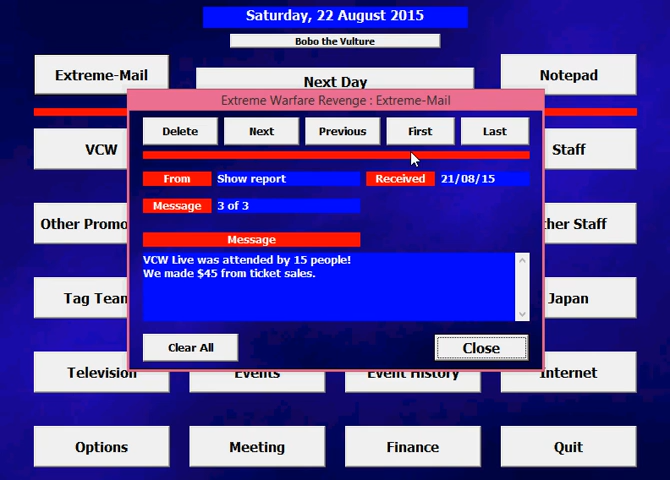 Saturday, 22 August 2015
Bobo the Vulture
Extreme-Mail
Next Day
Notepad
Extreme Warfare Revenge : Extreme-Mail
Delete
Next
Previous
First
Last
From
Show report
Received
21/08/15
Message
3 of 3
Message
VCW Live was attended by 15 people!
We made $45 from ticket sales.
Clear All
Close
VCW
Staff
Other Promo
her Staff
Tag Team
Japan
Television
Events
Event History
Internet
Options
Meeting
Finance
Quit